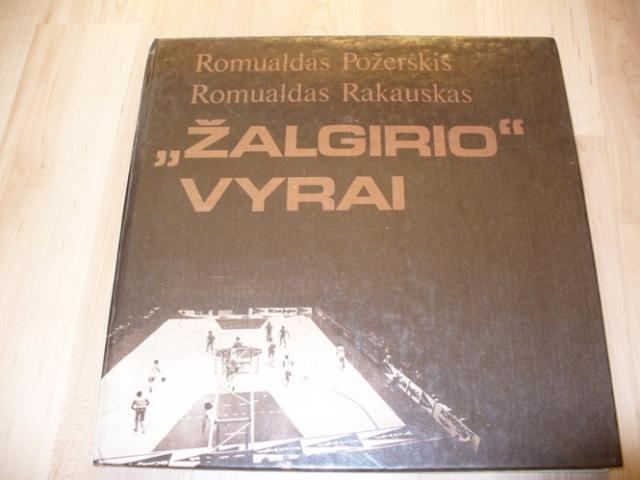 Romualdas Požerskis
Romualdas Rakauskas
„ŽALGIRIO“
VYRAI